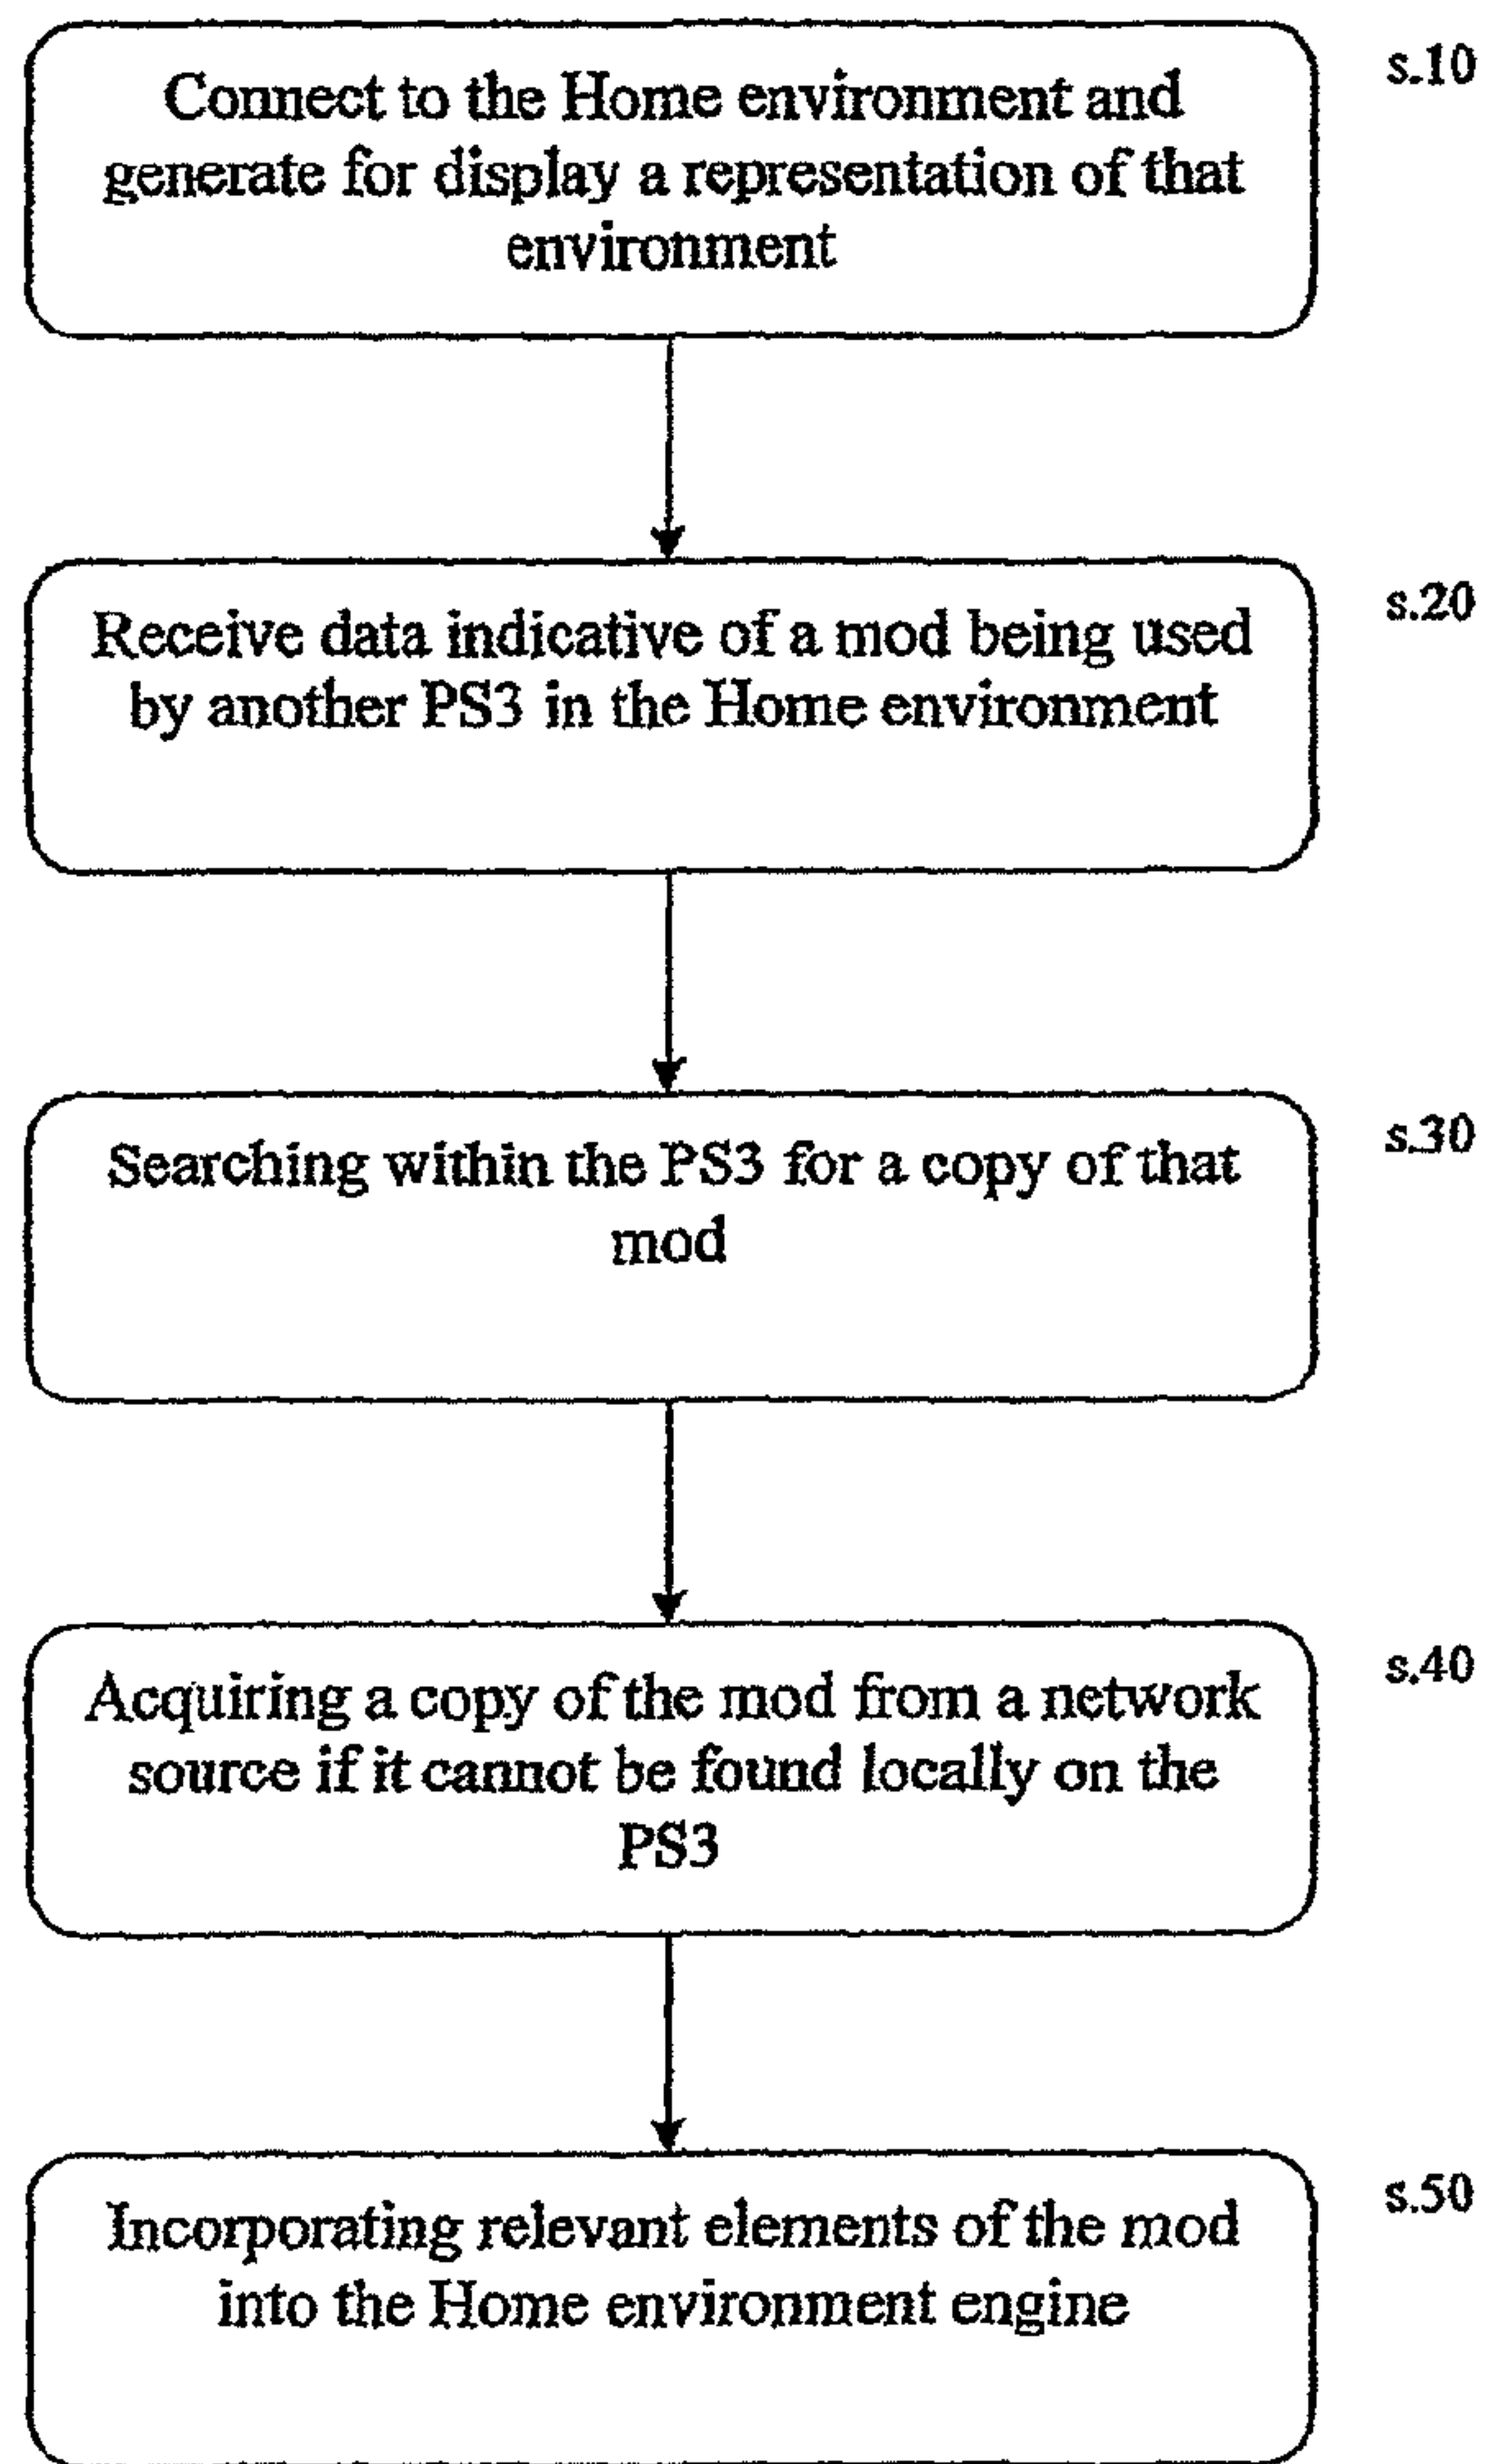 s.10
Connect to the Home environment and
generate for display a representation of that
environment
s.20
Receive data indicative of a mod being used
by another PS3 in the Home environment
s.30
Searching within the PS3 for a copy of that
mod
s.40
Acquiring a copy of the mod from a network
source if it cannot be found locally on the
PS3
s.50
Incorporating relevant elements of the mod
into the Home environment engine